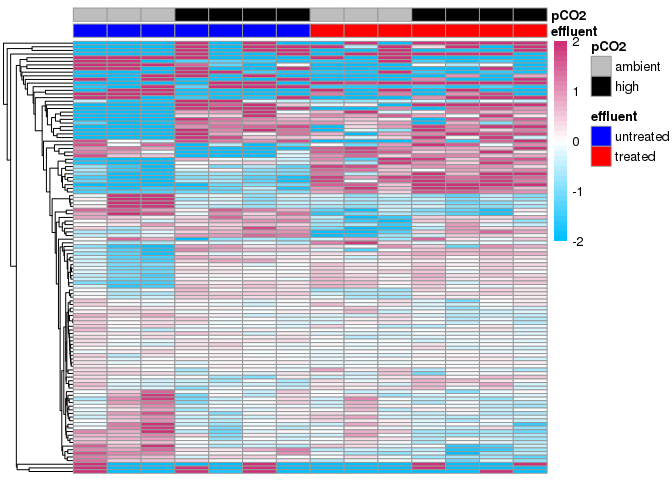 pCO2
effluent
2
1
0
-1
-2
pCO2
ambient
high
effluent
untreated
treated